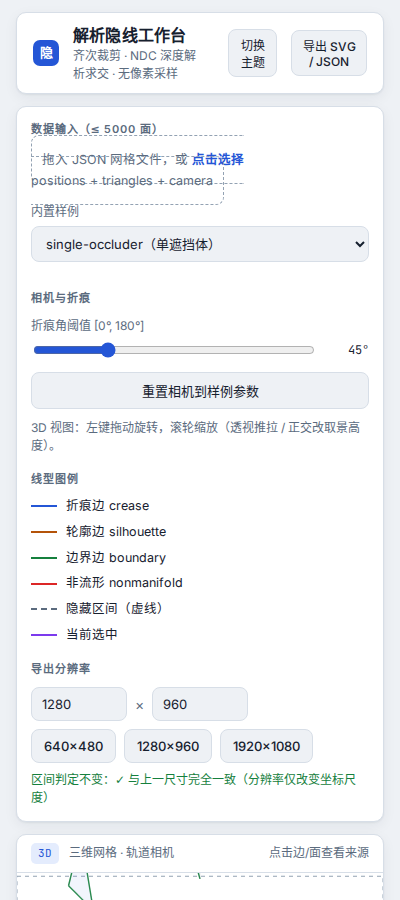 隐
解析隐线工作台
齐次裁剪 · NDC 深度解
析求交 · 无像素采样
切换
主题
导出 SVG
/ JSON
数据输入（≤ 5000 面）
拖入 JSON 网格文件，或 点击选择
positions + triangles + camera
内置样例
single-occluder（单遮挡体）
相机与折痕
折痕角阈值 [0°, 180°]
45°
重置相机到样例参数
3D 视图：左键拖动旋转，滚轮缩放（透视推拉 / 正交改取景高
度）。
线型图例
折痕边 crease
轮廓边 silhouette
边界边 boundary
非流形 nonmanifold
隐藏区间（虚线）
当前选中
导出分辨率
1280 × 960
640×480 1280×960 1920×1080
区间判定不变：✓ 与上一尺寸完全一致（分辨率仅改变坐标尺
度）
3D 三维网格 · 轨道相机 点击边/面查看来源